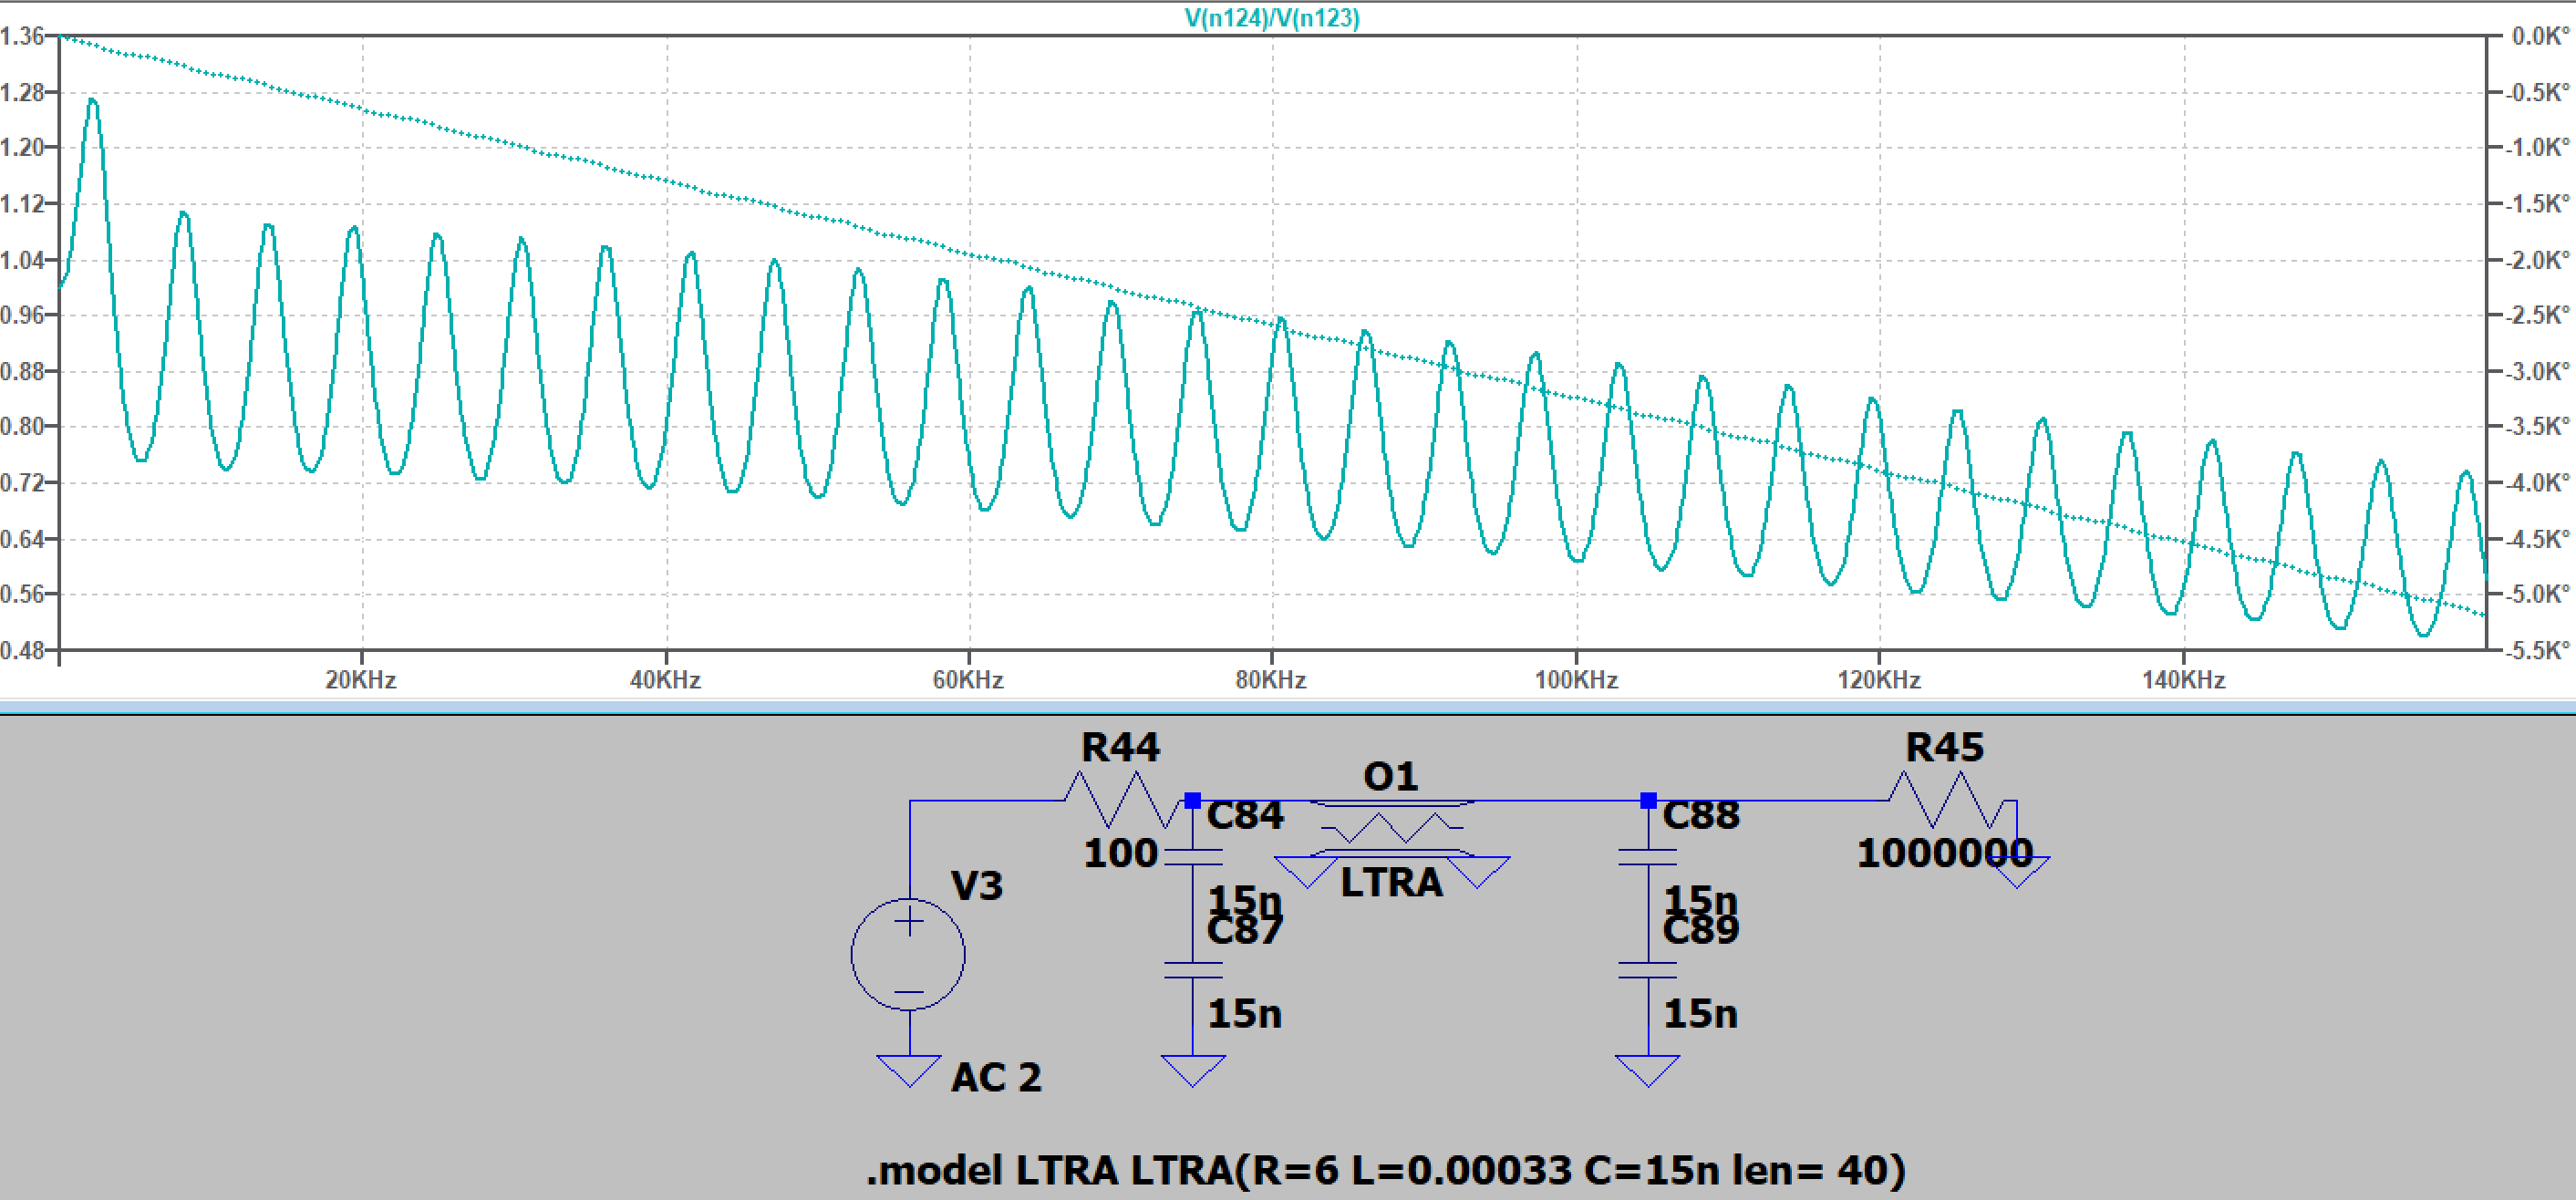 V(n124)/V(n123)
1.36
1.28
1.20
1.12
1.04
0.96
0.88
0.80
0.72
0.64
0.56
0.48
0.0K°
-0.5K°
-1.0K°
-1.5K°
-2.0K°
-2.5K°
-3.0K°
-3.5K°
-4.0K°
-4.5K°
-5.0K°
-5.5K°
20KHz 40KHz 60KHz 80KHz 100KHz 120KHz 140KHz
R44
100
V3
AC 2
C84
15n
C87
15n
O1
LTRA
C88
15n
C89
15n
R45
1000000
.model LTRA LTRA(R=6 L=0.00033 C=15n len= 40)